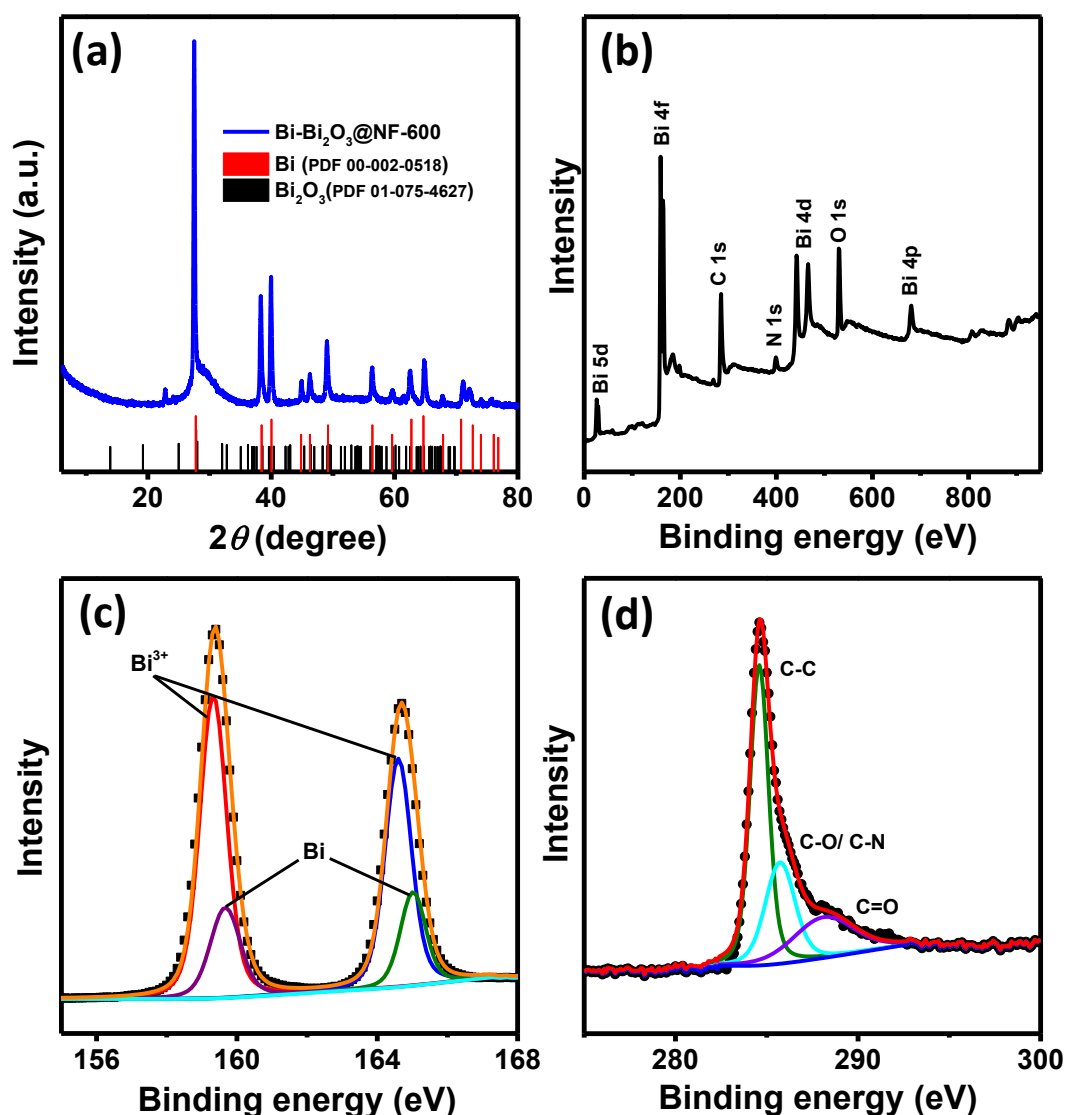 (a)
Bi-Bi₂O₃@NF-600
Bi (PDF 00-002-0518)
Bi₂O₃(PDF 01-075-4627)
Intensity (a.u.)
20 40 60 80
2θ (degree)
(b)
Bi 5d
Bi 4f
C 1s
N 1s
Bi 4d
O 1s
Bi 4p
Intensity
0 200 400 600 800
Binding energy (eV)
(c)
Bi³⁺
Bi
Intensity
156 160 164 168
Binding energy (eV)
(d)
C-C
C-O/ C-N
C=O
Intensity
280 290 300
Binding energy (eV)